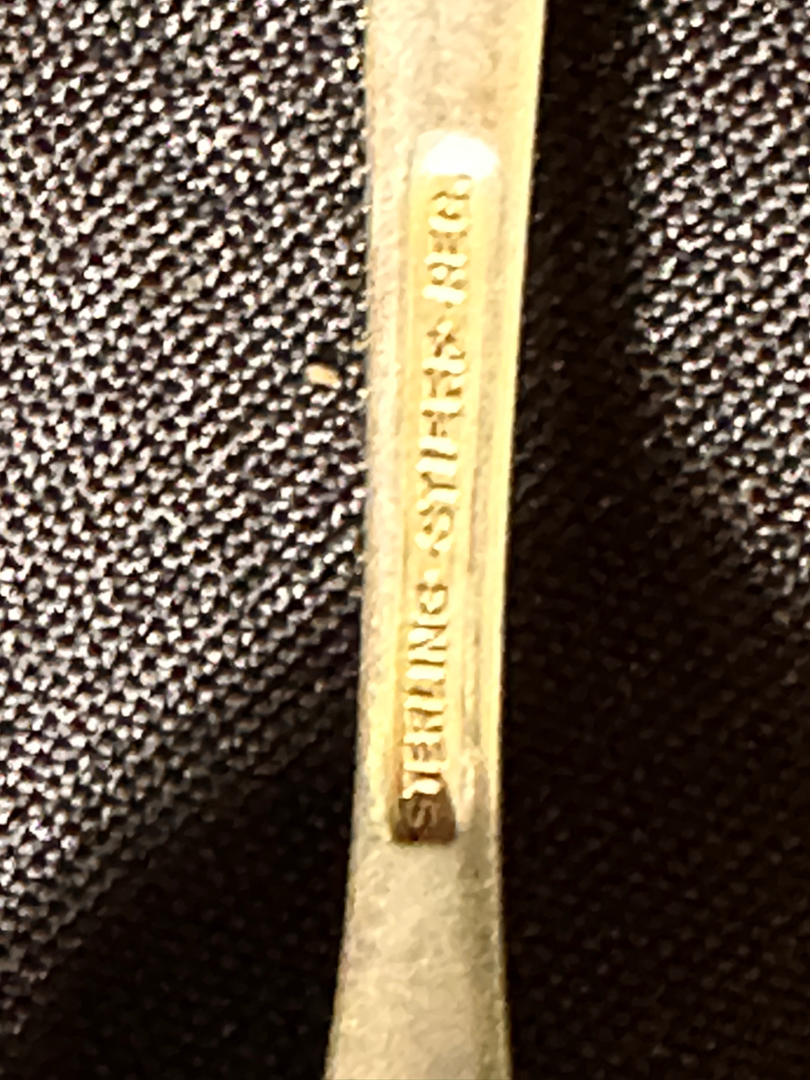 STERLING STIEFF REG.